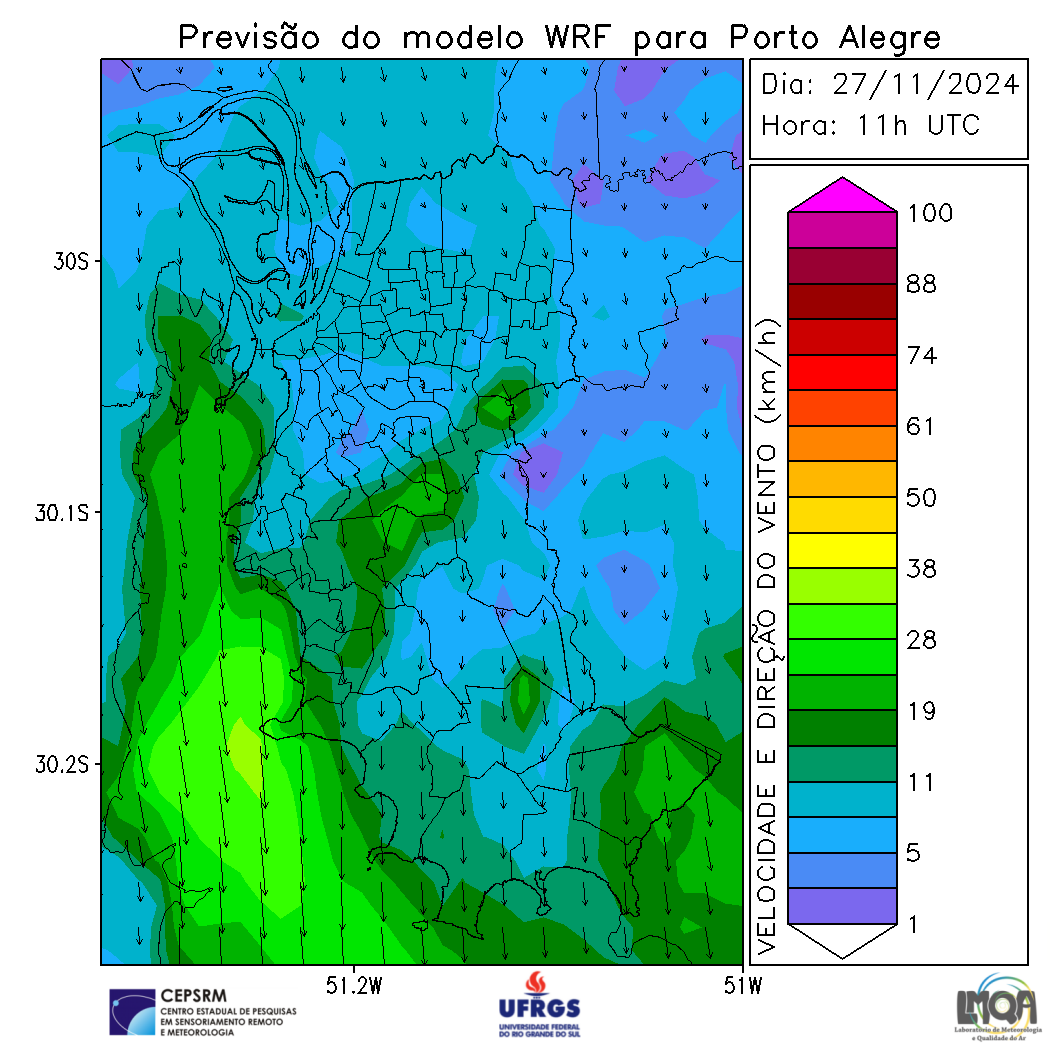 Previsão do modelo WRF para Porto Alegre
Dia: 27/11/2024
Hora: 11h UTC
30S
30.1S
30.2S
51.2W
51W
VELOCIDADE E DIREÇÃO DO VENTO (km/h)
100
88
74
61
50
38
28
19
11
5
1
CEPSRM
CENTRO ESTADUAL DE PESQUISAS
EM SENSORIAMENTO REMOTO
E METEOROLOGIA
UFRGS
UNIVERSIDADE FEDERAL
DO RIO GRANDE DO SUL
LMQA
Laboratório de Meteorologia
e Qualidade do Ar